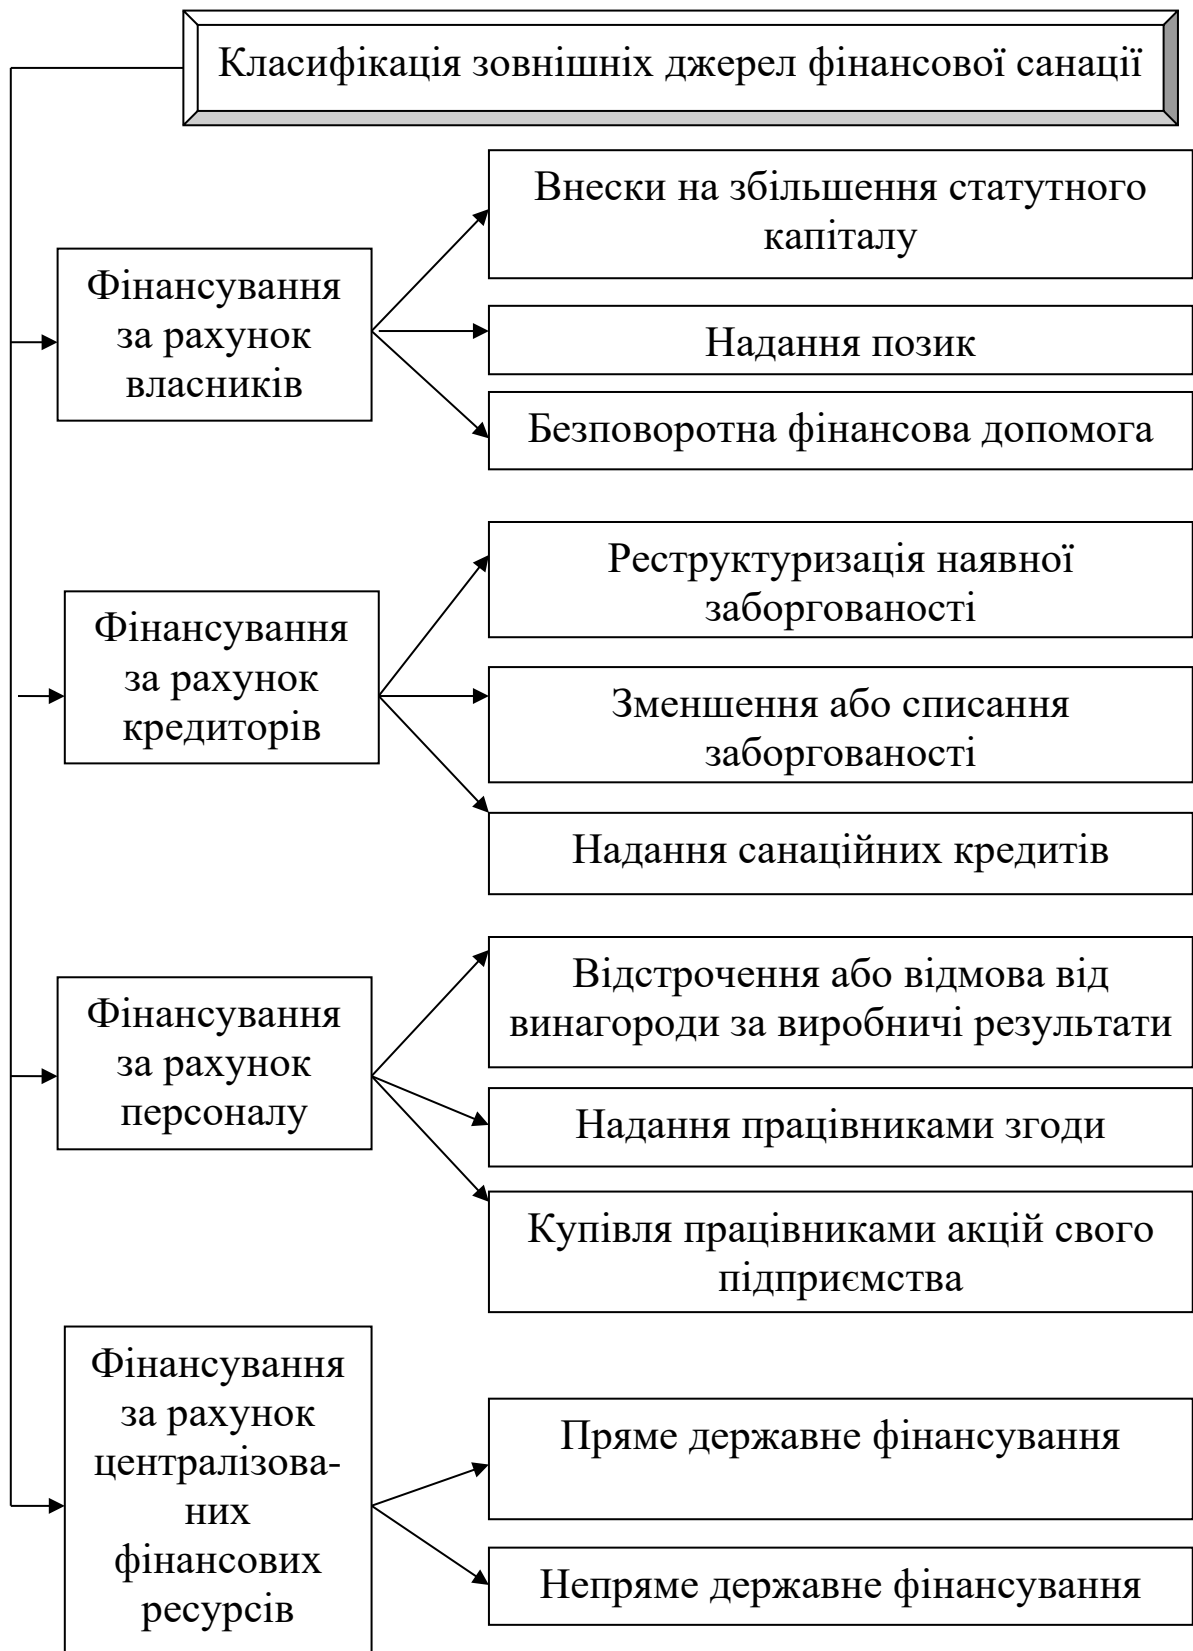 Класифікація зовнішніх джерел фінансової санації
Фінансування
за рахунок
власників
Внески на збільшення статутного
капіталу
Надання позик
Безповоротна фінансова допомога
Фінансування
за рахунок
кредиторів
Реструктуризація наявної
заборгованості
Зменшення або списання
заборгованості
Надання санаційних кредитів
Фінансування
за рахунок
персоналу
Відстрочення або відмова від
винагороди за виробничі результати
Надання працівниками згоди
Купівля працівниками акцій свого
підприємства
Фінансування
за рахунок
централізова-
них
фінансових
ресурсів
Пряме державне фінансування
Непряме державне фінансування